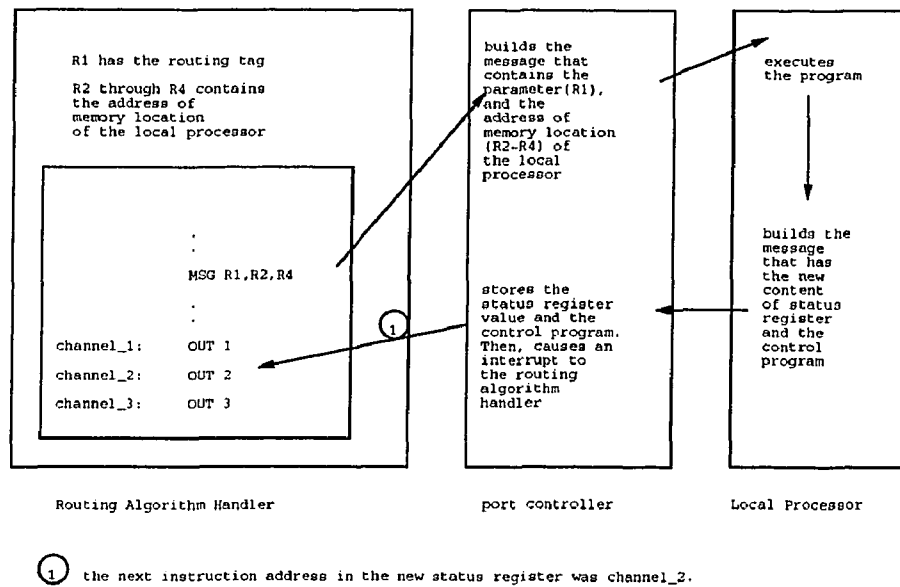 R1 has the routing tag
R2 through R4 contains
the address of
memory location
of the local processor
.
.
MSG R1,R2,R4
.
.
channel_1: OUT 1
channel_2: OUT 2
channel_3: OUT 3
builds the
message that
contains the
parameter(R1),
and the
address of
memory location
(R2-R4) of
the local
processor
stores the
status register
value and the
control program.
Then, causes an
interrupt to
the routing
algorithm
handler
executes
the program
builds the
message
that has
the new
content
of status
register
and the
control
program
1
Routing Algorithm Handler
port controller
Local Processor
1 the next instruction address in the new status register was channel_2.